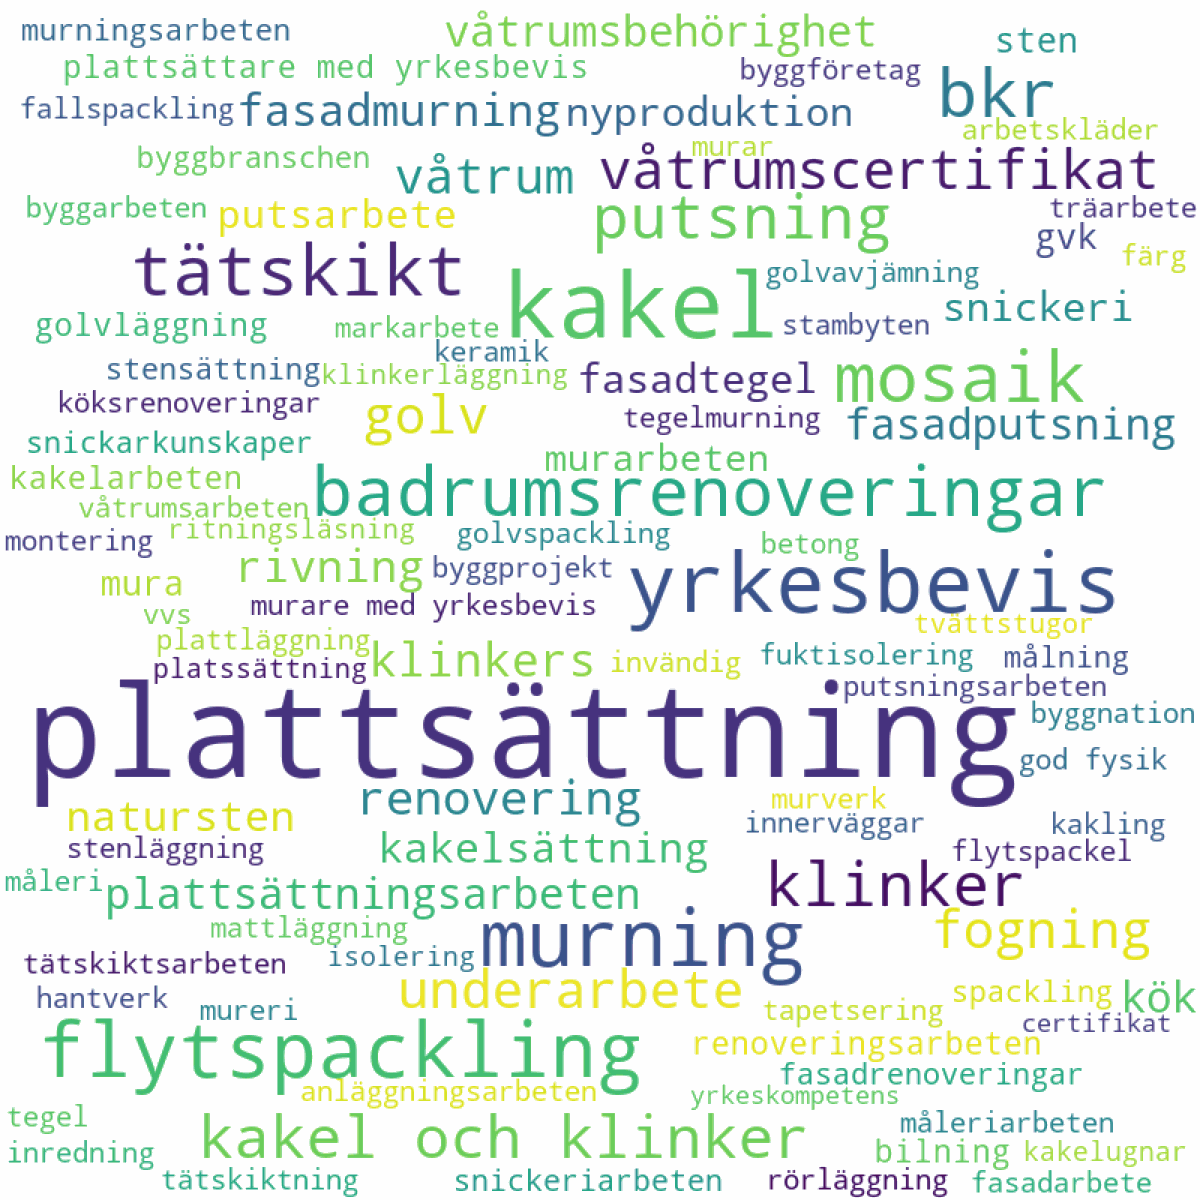 murningsarbeten
våtrumsbehörighet
sten
plattsättare med yrkesbevis
byggföretag
bkr
fallspackling
fasadmurning
nyproduktion
arbetskläder
murar
byggbranschen
våtrum
våtrumscertifikat
byggarbeten
putsarbete
putsning
träarbete
gvk
färg
tätskikt
kakel
golvavjämning
snickeri
golvläggning
markarbete
stambyten
keramik
stensättning
klinkerläggning
fasadtegel
mosaik
köksrenoveringar
golv
tegelmurning
fasadputsning
snickarkunskaper
murarbeten
kakelarbeten
badrumsrenoveringar
våtrumsarbeten
ritningsläsning
montering
golvspackling
betong
rivning
byggprojekt
yrkesbevis
mura
murare med yrkesbevis
vvs
tvättstugor
plattläggning
platssättning
klinkers
invändig
fuktisolering
målning
plattsättning
putsningsarbeten
byggnation
god fysik
renovering
murverk
natursten
innerväggar
kakling
stenläggning
kakelsättning
flytspackel
måleri
plattsättningsarbeten
klinker
mattläggning
murning
fogning
tätskiktsarbeten
isolering
hantverk
mureri
underarbete
tapetsering
spackling
kök
certifikat
flytspackling
renoveringsarbeten
fasadrenoveringar
anläggningsarbeten
yrkeskompetens
tegel
kakel och klinker
måleriarbeten
inredning
bilning
kakelugnar
tätskiktning
snickeriarbeten
rörläggning
fasadarbete